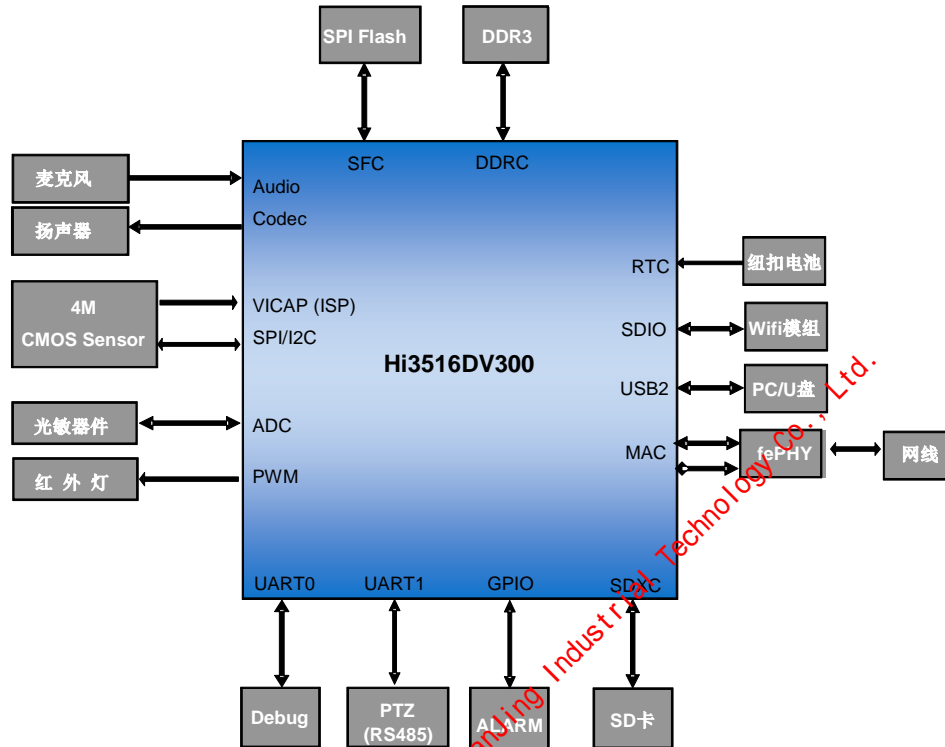 SPI Flash
DDR3
SFC
DDRC
麦克风
Audio
Codec
扬声器
RTC
纽扣电池
4M
CMOS Sensor
VICAP (ISP)
SPI/I2C
SDIO
Wifi模组
Hi3516DV300
USB2
PC/U盘
光敏器件
ADC
MAC
fePHY
网线
红 外 灯
PWM
UART0
UART1
GPIO
Debug
PTZ
(RS485)
ALARM
SD卡
Industrial Technology Co., Ltd.